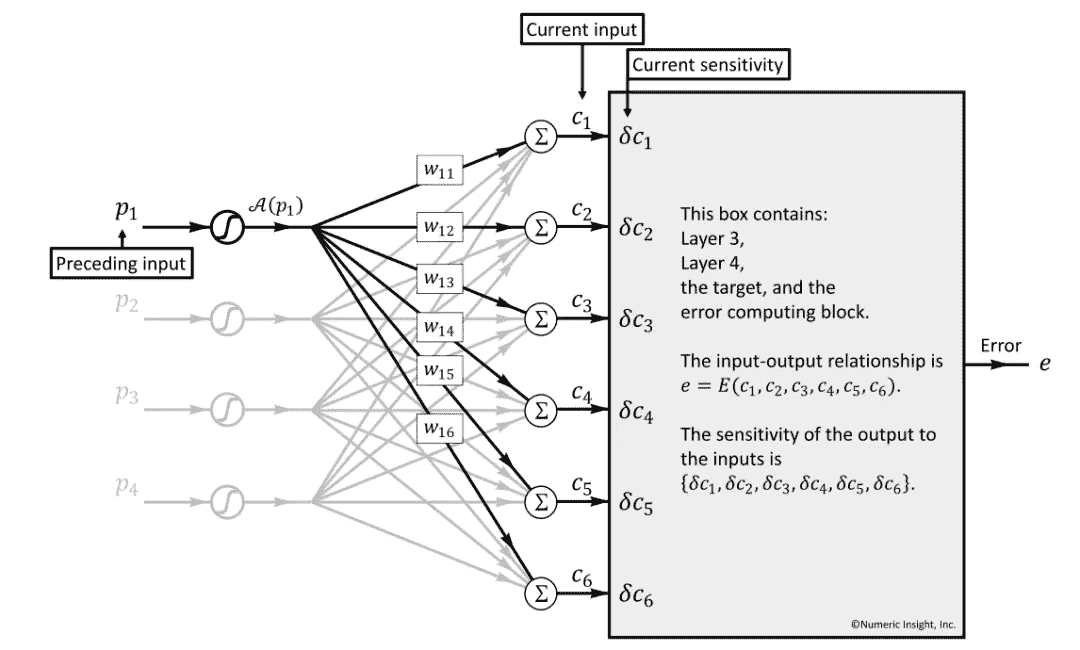 Current input
Current sensitivity
c₁
δc₁
w₁₁
p₁
𝒜(p₁)
Preceding input
w₁₂
c₂
δc₂
This box contains:
Layer 3,
Layer 4,
the target, and the
error computing block.
w₁₃
p₂
c₃
δc₃
w₁₄
Error
e
The input-output relationship is
e = E(c₁, c₂, c₃, c₄, c₅, c₆).
w₁₅
p₃
c₄
δc₄
w₁₆
The sensitivity of the output to
the inputs is
{δc₁, δc₂, δc₃, δc₄, δc₅, δc₆}.
p₄
c₅
δc₅
c₆
δc₆
Σ
Σ
Σ
Σ
Σ
Σ
©Numeric Insight, Inc.